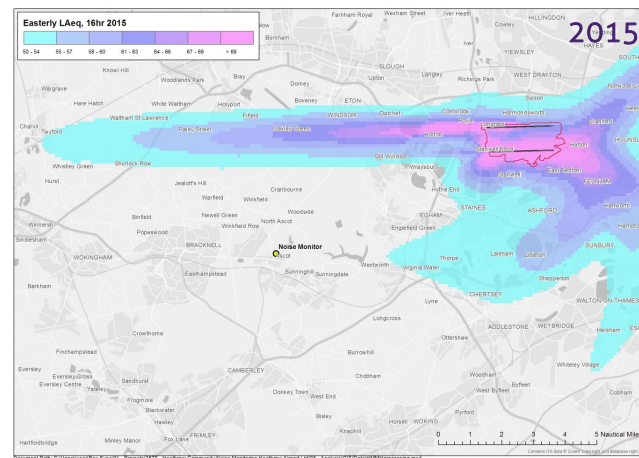 Easterly LAeq, 16hr 2015
50 - 54 55 - 57 58 - 60 61 - 63 64 - 66 67 - 69 > 69
2015
Farnham Royal Wexham Street Iver Heath
HILLINGDON
Cowley
Burnham
Iver
HAYES
YIEWSLEY
SLOUGH
Knowl Hill
Bray
Dorney
Upton
Langley
Richings Park
WEST DRAYTON
Woodlands Park
Wargrave
Boveney ETON
Sipson
Hare Hatch
White Waltham
Holyport
Waltham St Lawrence
Fifield
WINDSOR
Datchet
Colnbrook
Harmondsworth
Charvil
Twyford
Paley Street
Oakley Green
Horton
Longford
Cranford
Hatton
Stanwell Moor
Whistley Green
Shurlock Row
Old Windsor
Wraysbury
Stanwell
East Bedfont
FELTHAM
Hurst
Jealott's Hill
Cranbourne
Hythe End
Hanworth
Warfield
Winkfield
STAINES
ASHFORD
Binfield
Newell Green
Woodside
EGHAM
Winkfield Row
North Ascot
Englefield Green
Winnersh
Popeswood
Sindlesham
BRACKNELL
Noise Monitor
SUNBURY
WOKINGHAM
Ascot
Wentworth
Thorpe
Laleham
Littleton
Easthampstead
Sunninghill
Sunningdale
Virginia Water
Shepperton
Barkham
CHERTSEY
Lyne
WALTON-ON-THAMES
Longcross
Crowthorne
ADDLESTONE
WEYBRIDGE
Hersham
Ottershaw
Finchampstead
Burrowhill
Whiteley Village
Eversley
Eversley Cross
Eversley Centre
Sandhurst
CAMBERLEY
Chobham
Woodham
Yateley
West Byfleet
Byfleet
Cobham
Frogmore
Donkey Town
West End
Blackwater
Bisley
Pyrford
Hawley
Knaphill
Horsell
WOKING
Hartfordbridge
Minley Manor
Fox Lane
FRIMLEY
0 1 2 3 4 5 Nautical Mile